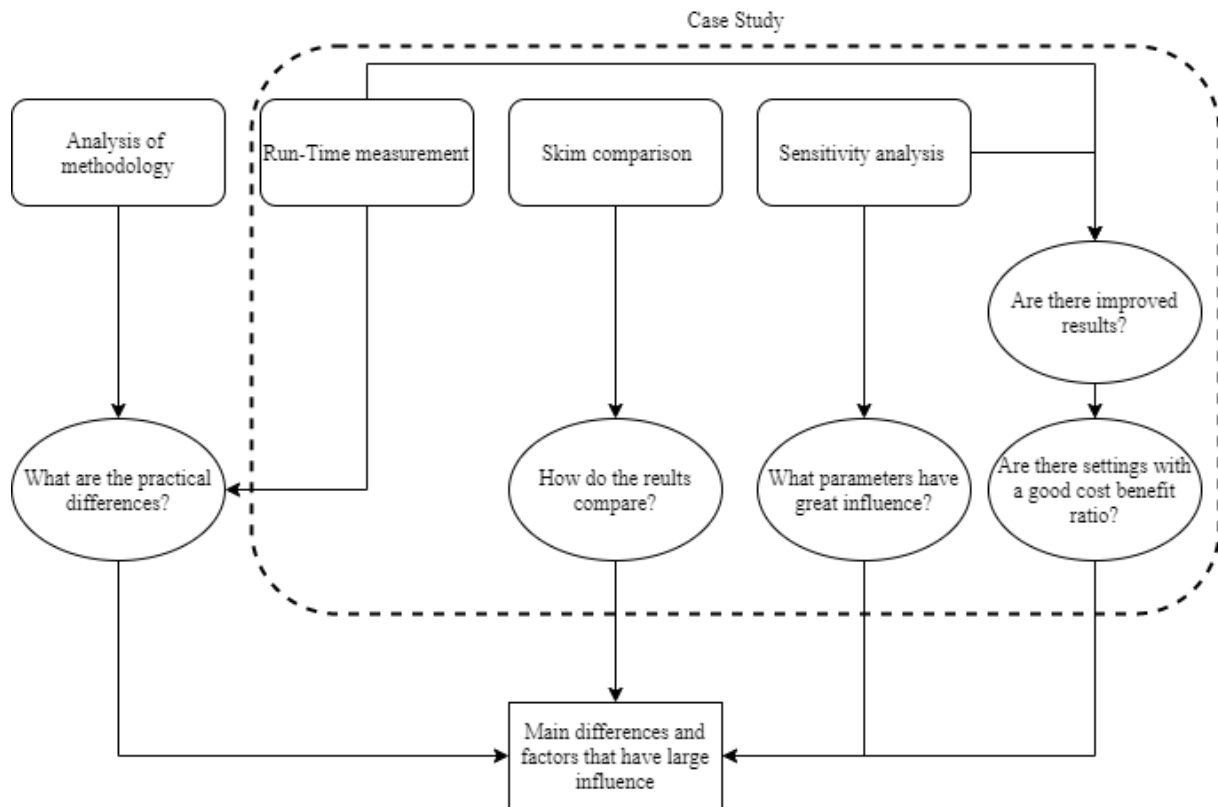 Case Study
Analysis of
methodology
Run-Time measurement
Skim comparison
Sensitivity analysis
Are there improved
results?
What are the practical
differences?
How do the reults
compare?
What parameters have
great influence?
Are there settings with
a good cost benefit
ratio?
Main differences and
factors that have large
influence